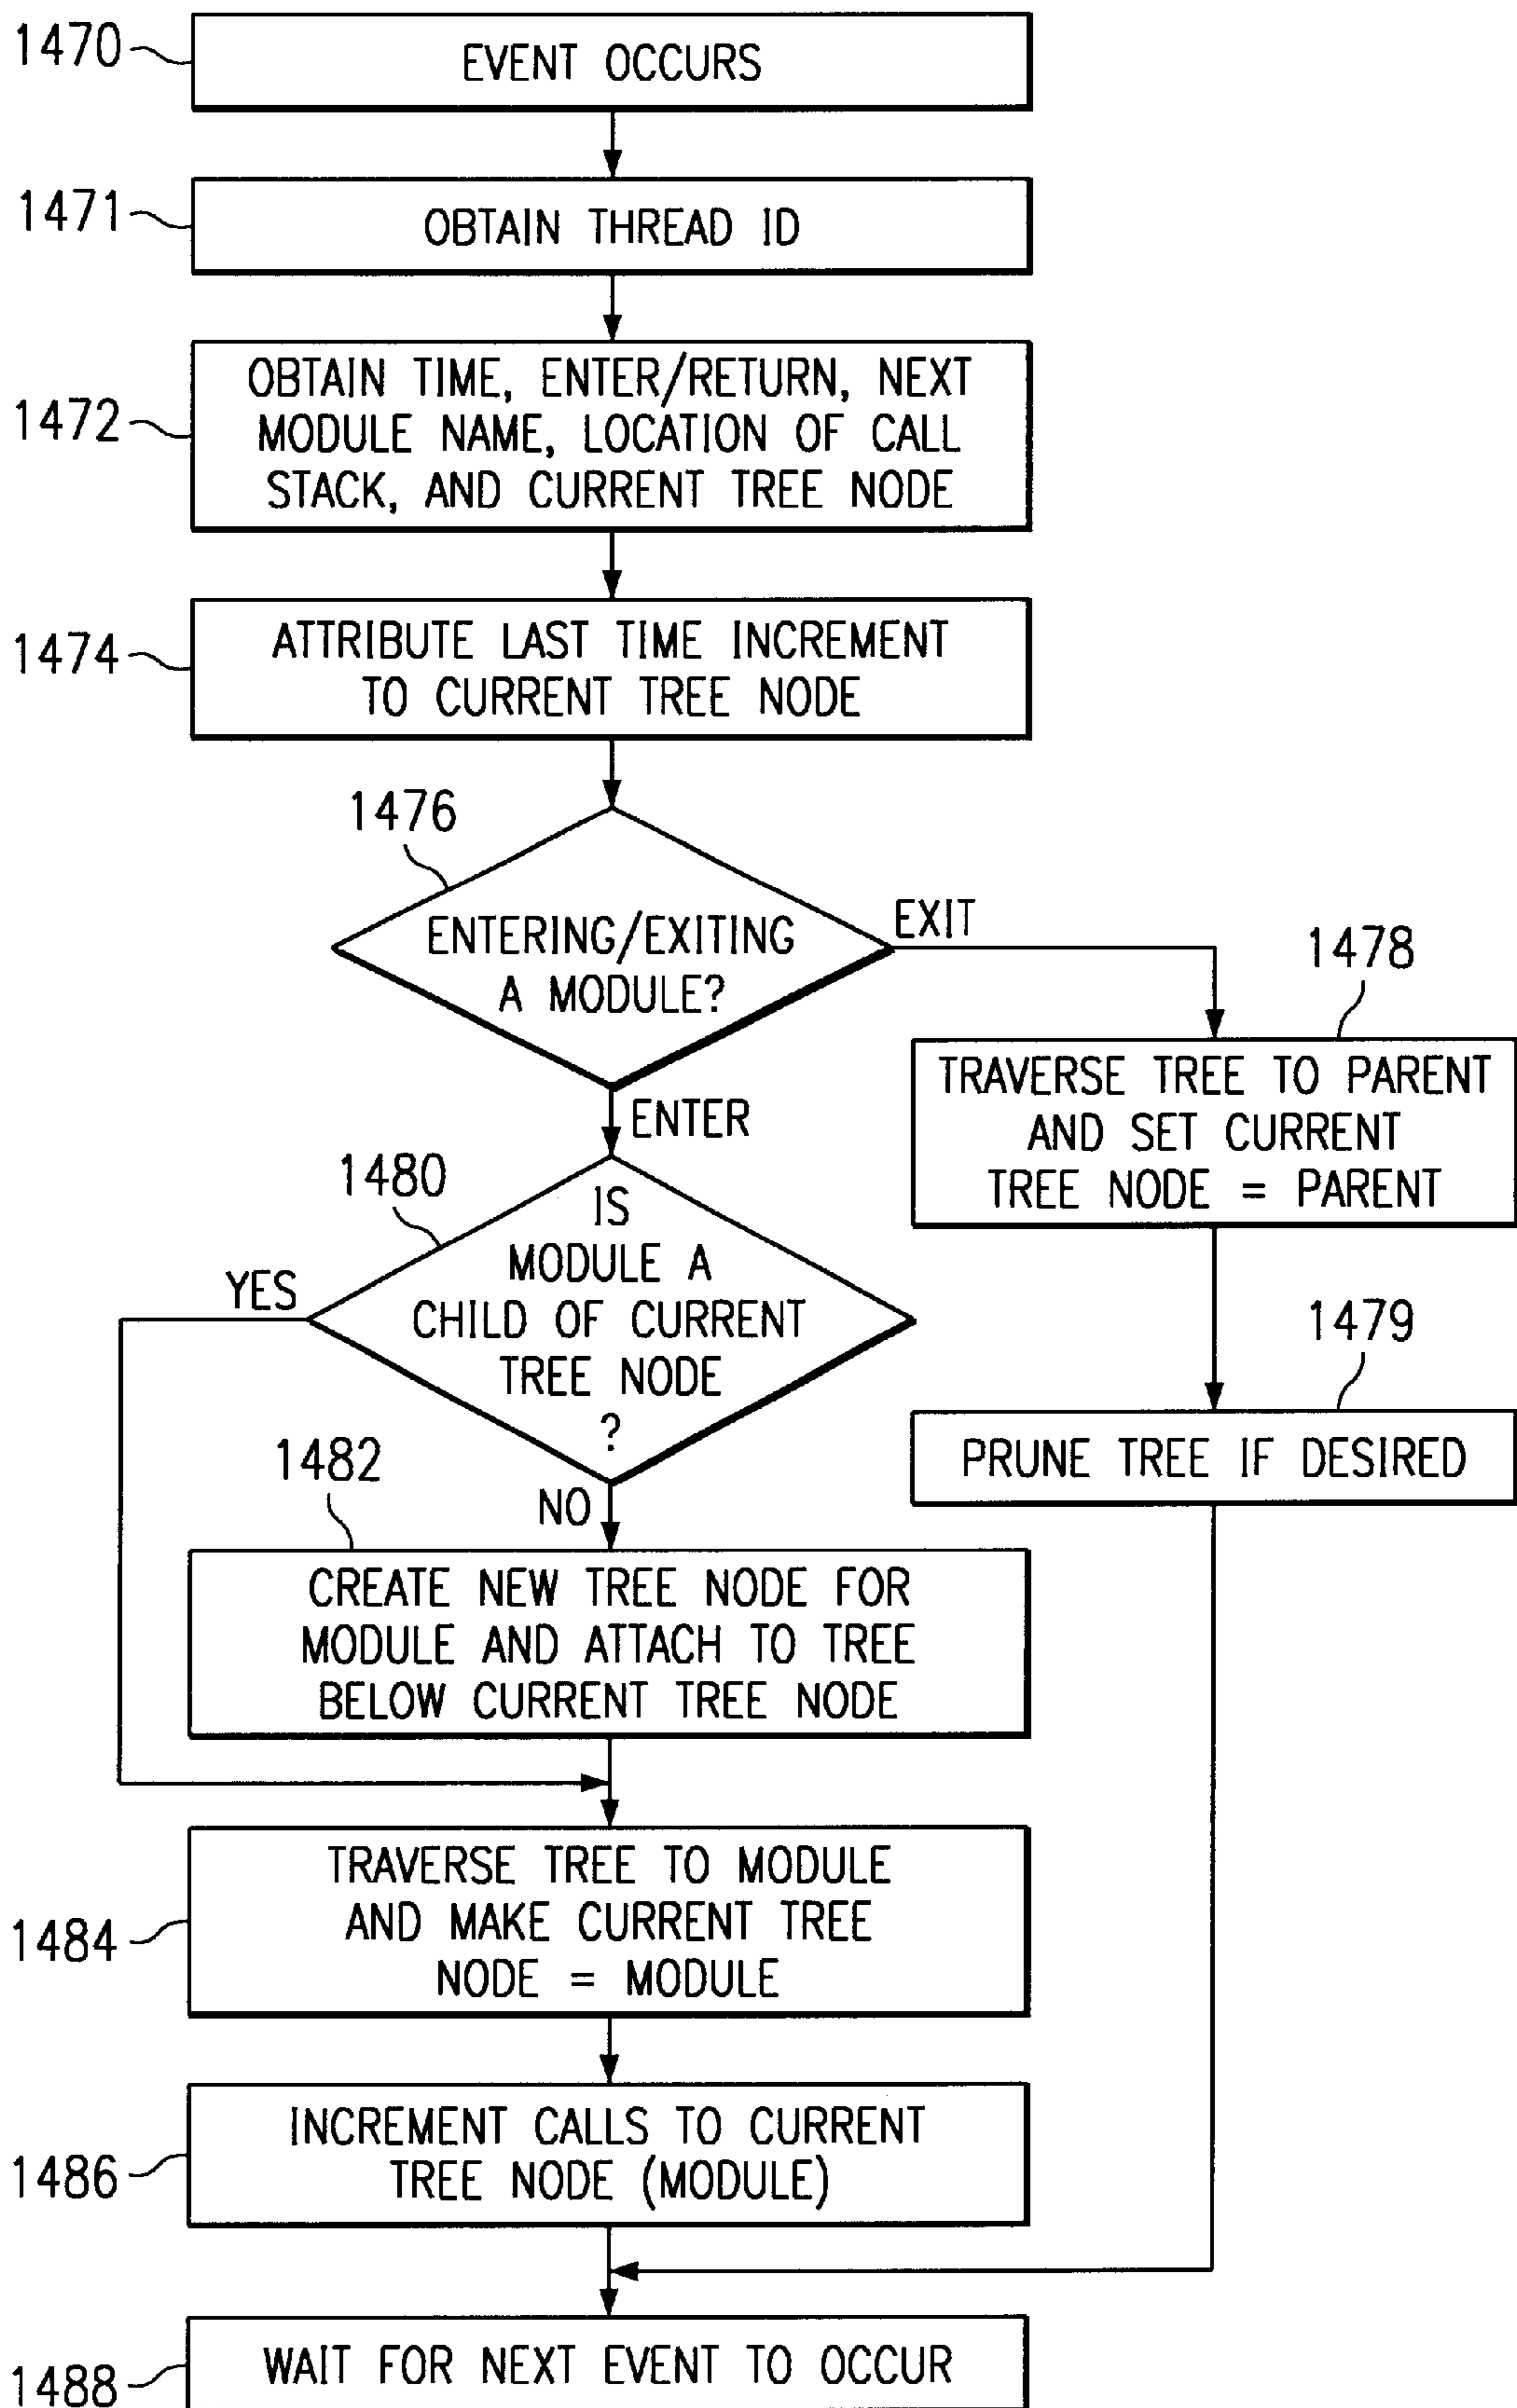 1470
EVENT OCCURS
1471
OBTAIN THREAD ID
1472
OBTAIN TIME, ENTER/RETURN, NEXT
MODULE NAME, LOCATION OF CALL
STACK, AND CURRENT TREE NODE
1474
ATTRIBUTE LAST TIME INCREMENT
TO CURRENT TREE NODE
1476
ENTERING/EXITING
A MODULE?
EXIT
1478
TRAVERSE TREE TO PARENT
AND SET CURRENT
TREE NODE = PARENT
1479
PRUNE TREE IF DESIRED
ENTER
1480
IS
MODULE A
CHILD OF CURRENT
TREE NODE
?
YES
NO
1482
CREATE NEW TREE NODE FOR
MODULE AND ATTACH TO TREE
BELOW CURRENT TREE NODE
1484
TRAVERSE TREE TO MODULE
AND MAKE CURRENT TREE
NODE = MODULE
1486
INCREMENT CALLS TO CURRENT
TREE NODE (MODULE)
1488
WAIT FOR NEXT EVENT TO OCCUR